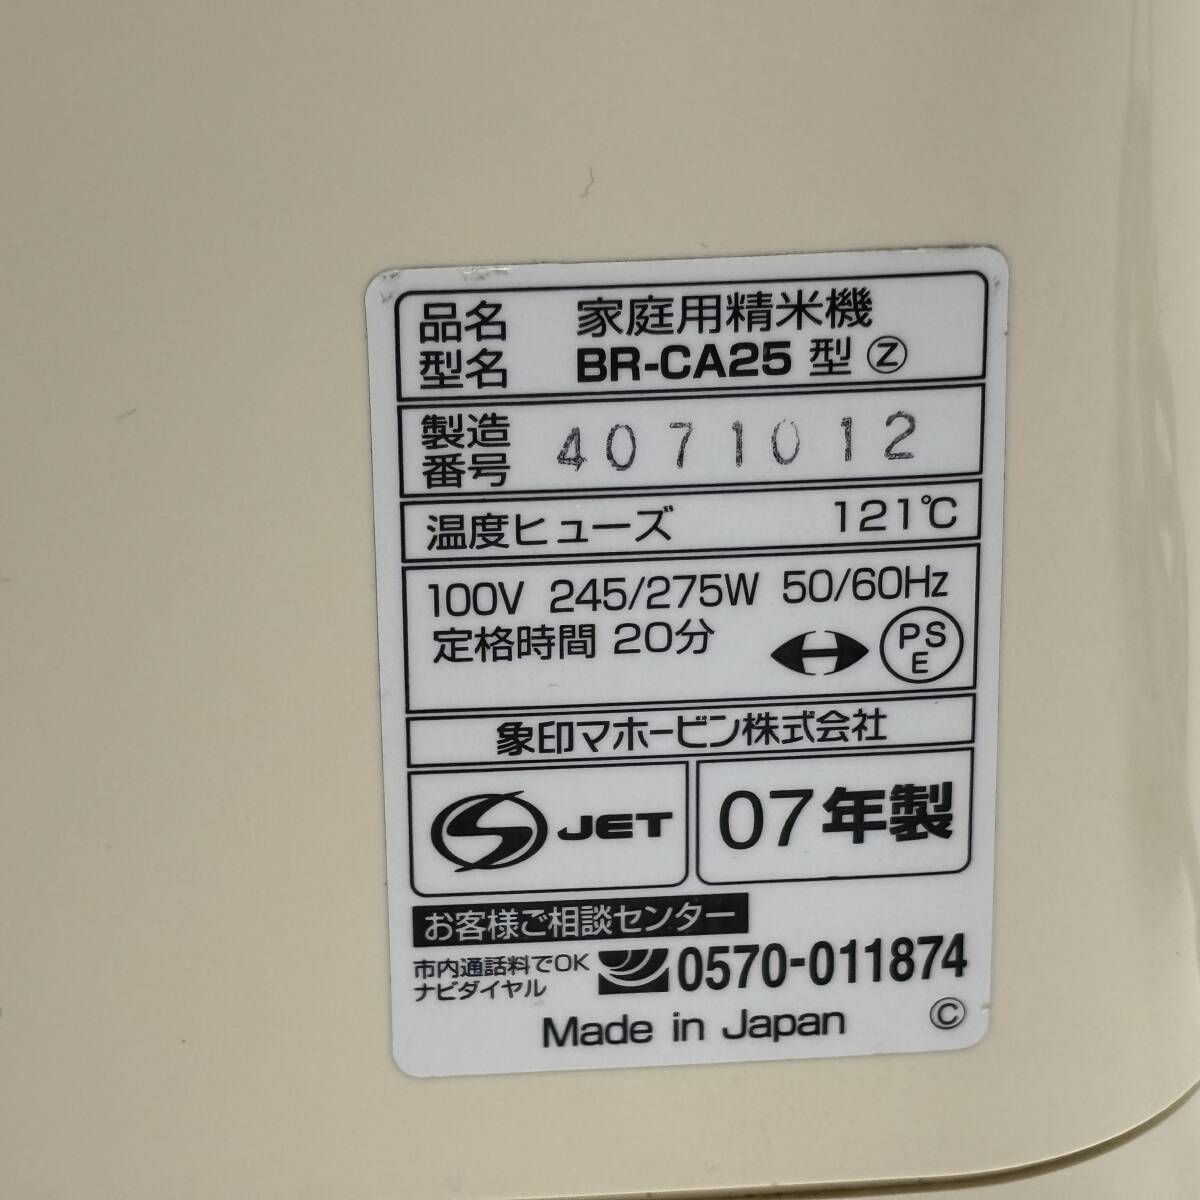 品名 家庭用精米機
型名 BR-CA25 型 Ⓩ
製造番号 4071012
温度ヒューズ 121℃
100V 245/275W 50/60Hz
定格時間 20分
PS
E
象印マホービン株式会社
S JET
07年製
お客様ご相談センター
市内通話料でOK
ナビダイヤル
0570-011874
Made in Japan Ⓒ